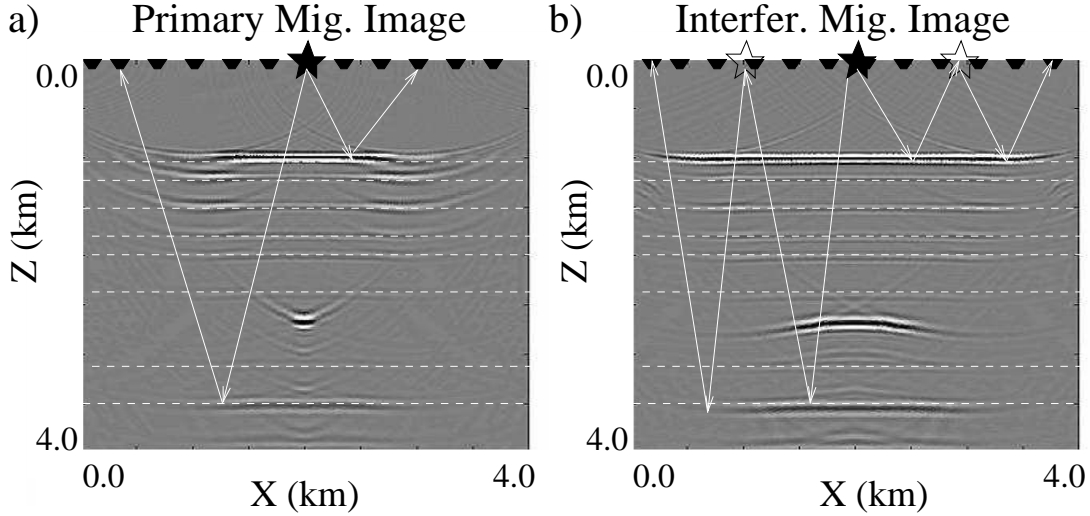 a) Primary Mig. Image
0.0
Z (km)
4.0
0.0 4.0
X (km)
b) Interfer. Mig. Image
0.0
Z (km)
4.0
0.0 4.0
X (km)